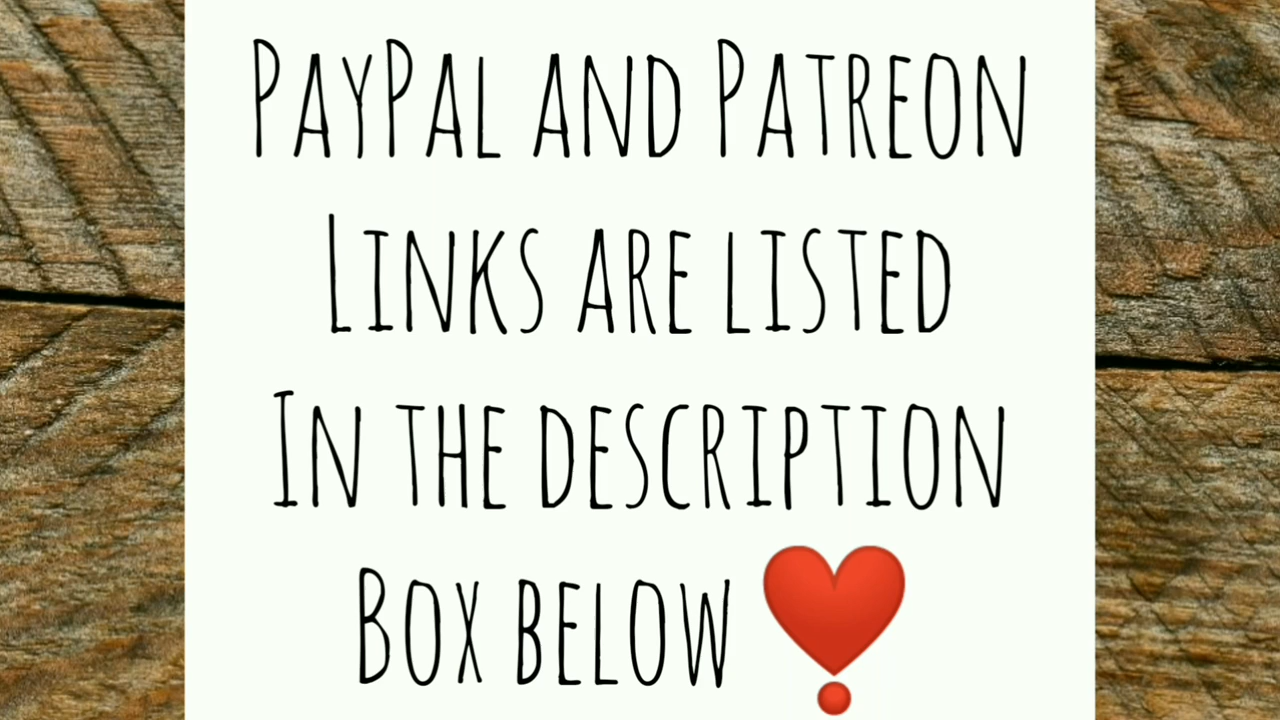 PayPal and Patreon
Links are listed
In the description
Box below ❣